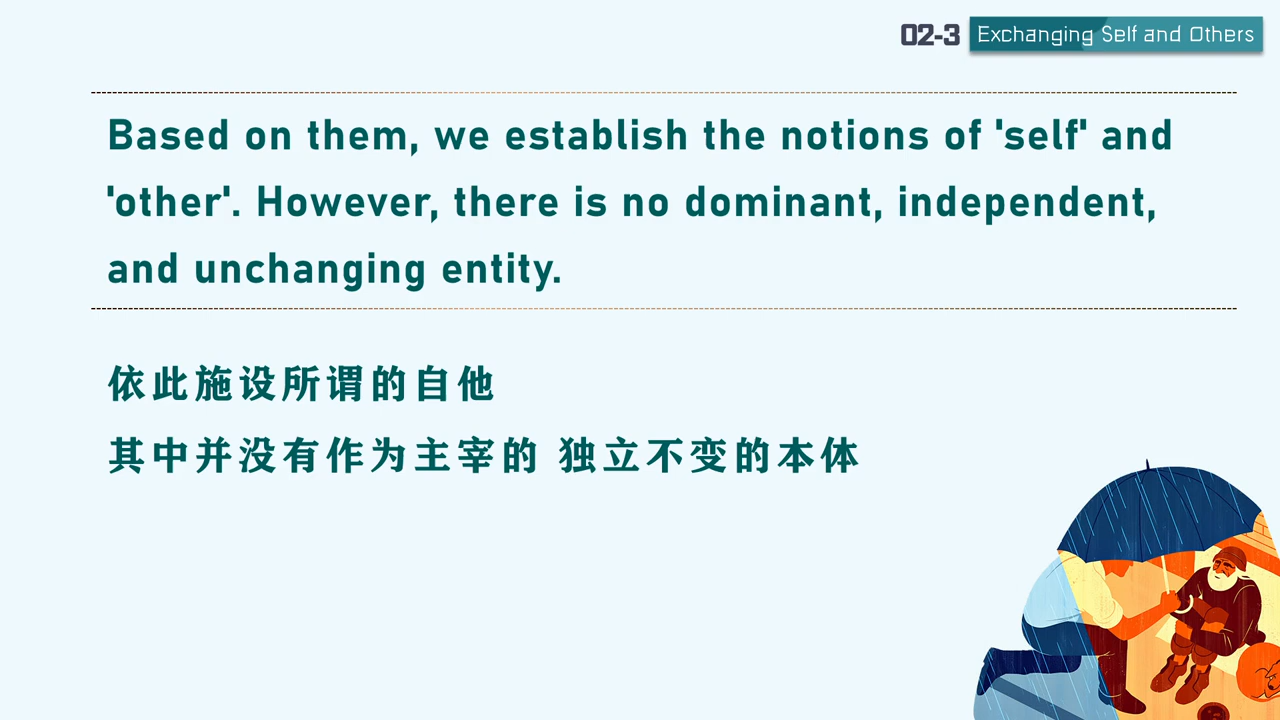 02-3 Exchanging Self and Others
Based on them, we establish the notions of 'self' and
'other'. However, there is no dominant, independent,
and unchanging entity.
依此施设所谓的自他
其中并没有作为主宰的 独立不变的本体